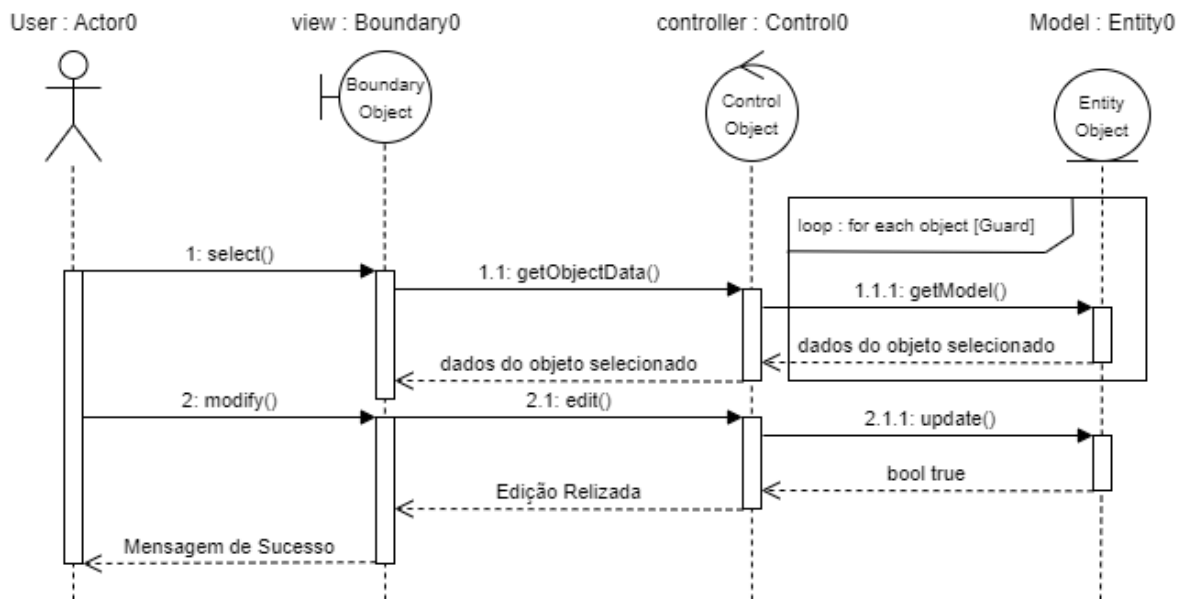 User : Actor0
view : Boundary0
controller : Control0
Model : Entity0
Boundary
Object
Control
Object
Entity
Object
loop : for each object [Guard]
1: select()
1.1: getObjectData()
1.1.1: getModel()
dados do objeto selecionado
dados do objeto selecionado
2: modify()
2.1: edit()
2.1.1: update()
bool true
Edição Relizada
Mensagem de Sucesso